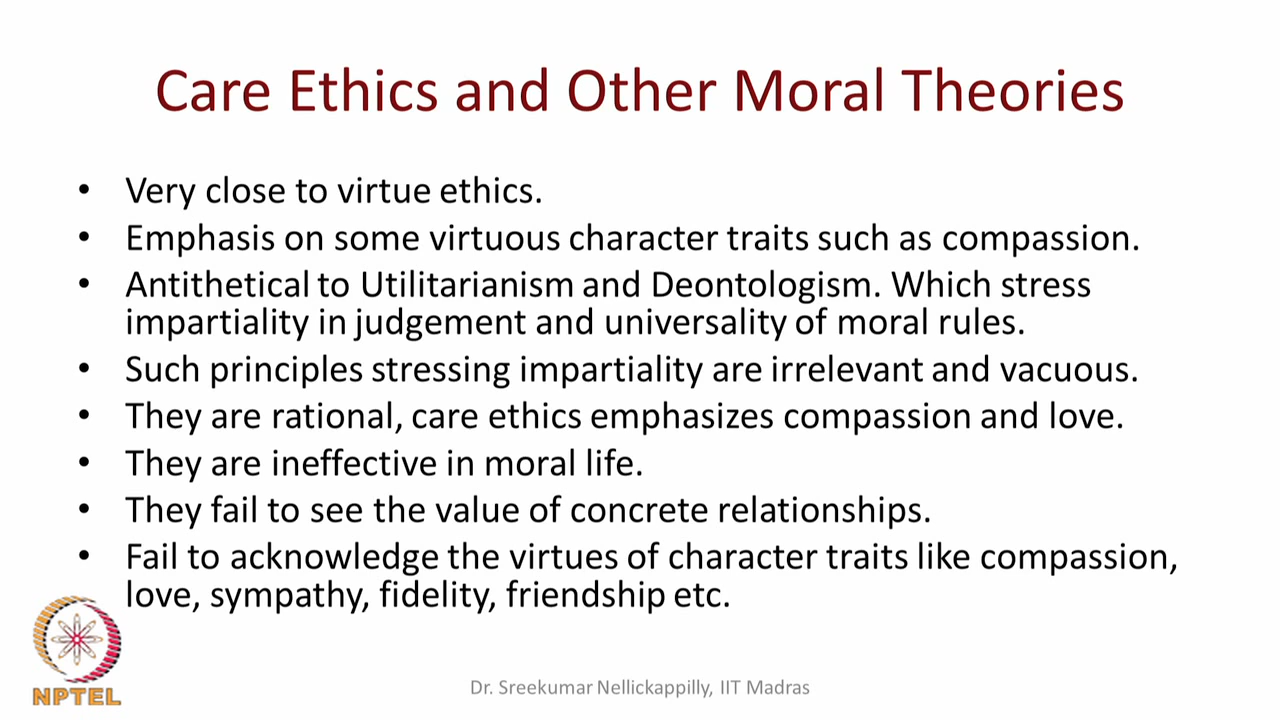 Care Ethics and Other Moral Theories
• Very close to virtue ethics.
• Emphasis on some virtuous character traits such as compassion.
• Antithetical to Utilitarianism and Deontologism. Which stress
impartiality in judgement and universality of moral rules.
• Such principles stressing impartiality are irrelevant and vacuous.
• They are rational, care ethics emphasizes compassion and love.
• They are ineffective in moral life.
• They fail to see the value of concrete relationships.
• Fail to acknowledge the virtues of character traits like compassion,
love, sympathy, fidelity, friendship etc.
NPTEL
Dr. Sreekumar Nellickappilly, IIT Madras